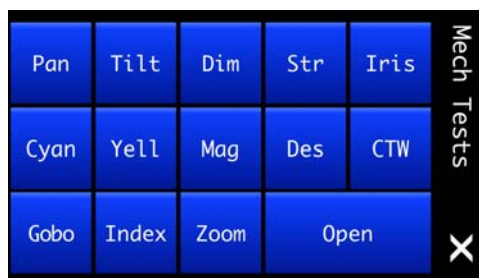 Pan Tilt Dim Str Iris
Cyan Yell Mag Des CTW
Gobo Index Zoom Open
Mech Tests
X